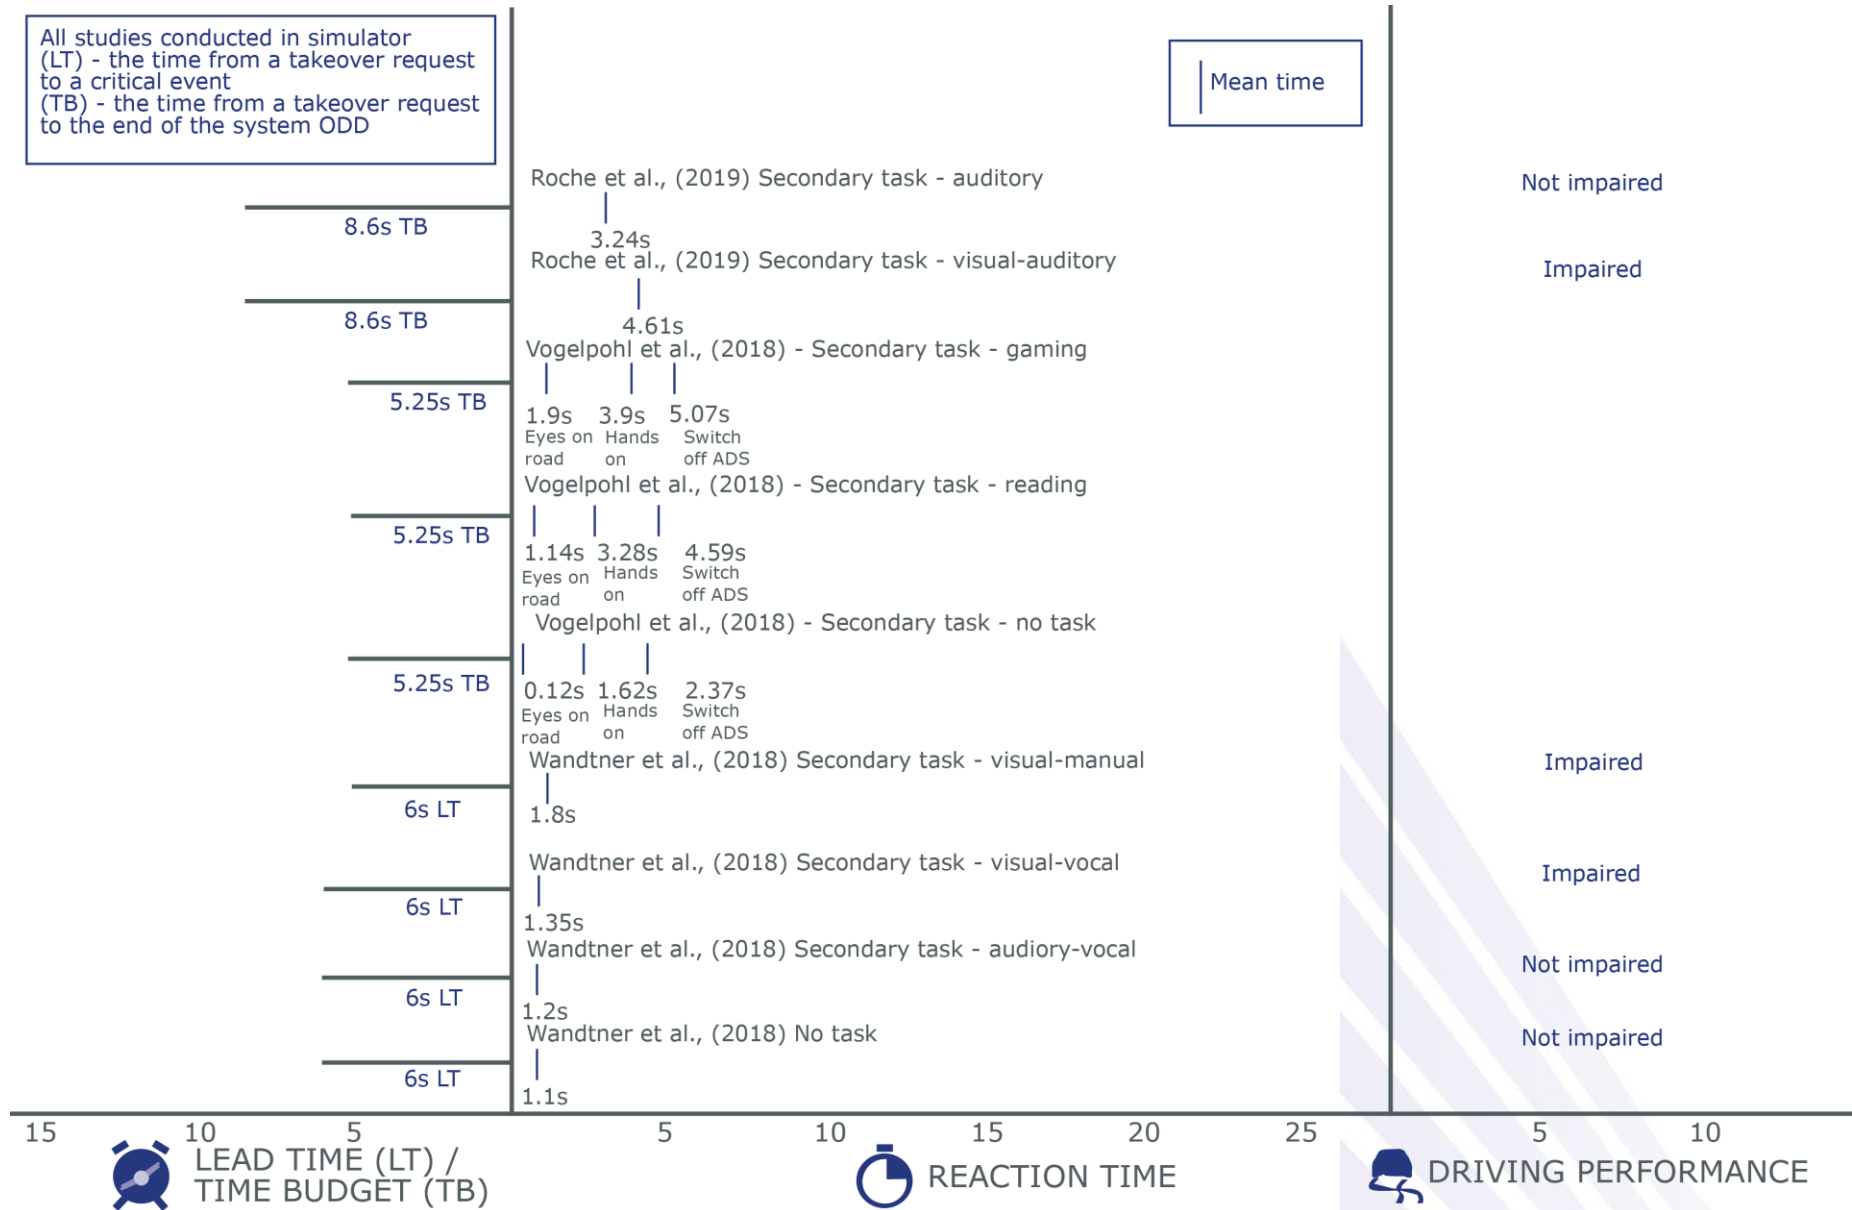 All studies conducted in simulator
(LT) - the time from a takeover request
to a critical event
(TB) - the time from a takeover request
to the end of the system ODD
Mean time
Roche et al., (2019) Secondary task - auditory
Not impaired
8.6s TB
3.24s
Roche et al., (2019) Secondary task - visual-auditory
Impaired
8.6s TB
4.61s
Vogelpohl et al., (2018) - Secondary task - gaming
5.25s TB
1.9s 3.9s 5.07s
Eyes on Hands Switch
road on off ADS
Vogelpohl et al., (2018) - Secondary task - reading
5.25s TB
1.14s 3.28s 4.59s
Eyes on Hands Switch
road on off ADS
Vogelpohl et al., (2018) - Secondary task - no task
5.25s TB
0.12s 1.62s 2.37s
Eyes on Hands Switch
road on off ADS
Wandtner et al., (2018) Secondary task - visual-manual
Impaired
6s LT
1.8s
Wandtner et al., (2018) Secondary task - visual-vocal
Impaired
6s LT
1.35s
Wandtner et al., (2018) Secondary task - audiory-vocal
Not impaired
6s LT
1.2s
Wandtner et al., (2018) No task
Not impaired
6s LT
1.1s
15 10 5 5 10 15 20 25 5 10
LEAD TIME (LT) /
TIME BUDGET (TB)
REACTION TIME
DRIVING PERFORMANCE